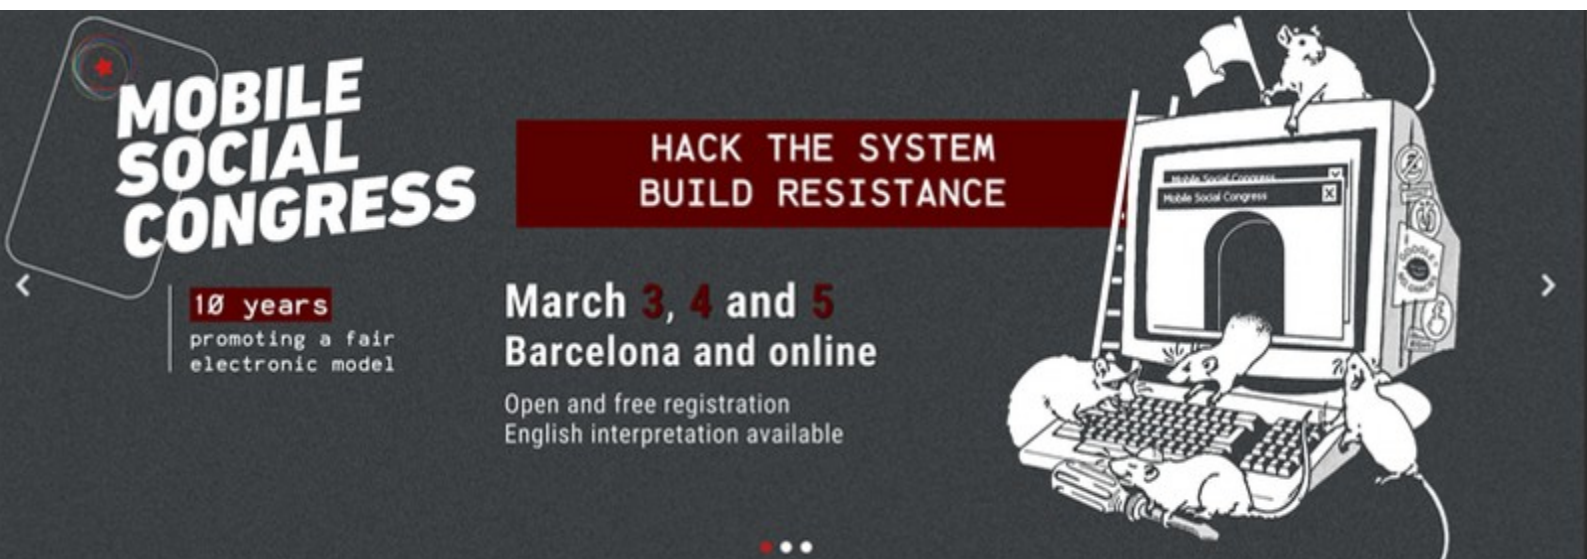 MOBILE
SOCIAL
CONGRESS
10 years
promoting a fair
electronic model
HACK THE SYSTEM
BUILD RESISTANCE
March 3, 4 and 5
Barcelona and online
Open and free registration
English interpretation available
Mobile Social Congress
Mobile Social Congress
GOOGLE